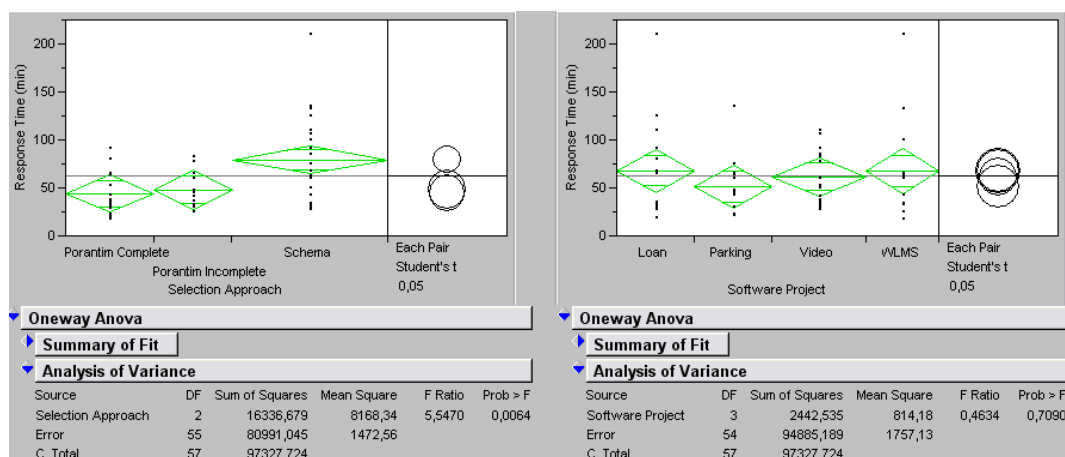 200
150
100
50
0
Response Time (min)
Porantim Complete
Porantim Incomplete
Schema
Selection Approach
Each Pair
Student's t
0,05
Oneway Anova
Summary of Fit
Analysis of Variance
Source DF Sum of Squares Mean Square F Ratio Prob > F
Selection Approach 2 16336,679 8168,34 5,5470 0,0064
Error 55 80991,045 1472,56
C. Total 57 97327,724
200
150
100
50
0
Response Time (min)
Loan Parking Video WLMS
Software Project
Each Pair
Student's t
0,05
Oneway Anova
Summary of Fit
Analysis of Variance
Source DF Sum of Squares Mean Square F Ratio Prob > F
Software Project 3 2442,535 814,18 0,4634 0,7090
Error 54 94885,189 1757,13
C. Total 57 97327,724